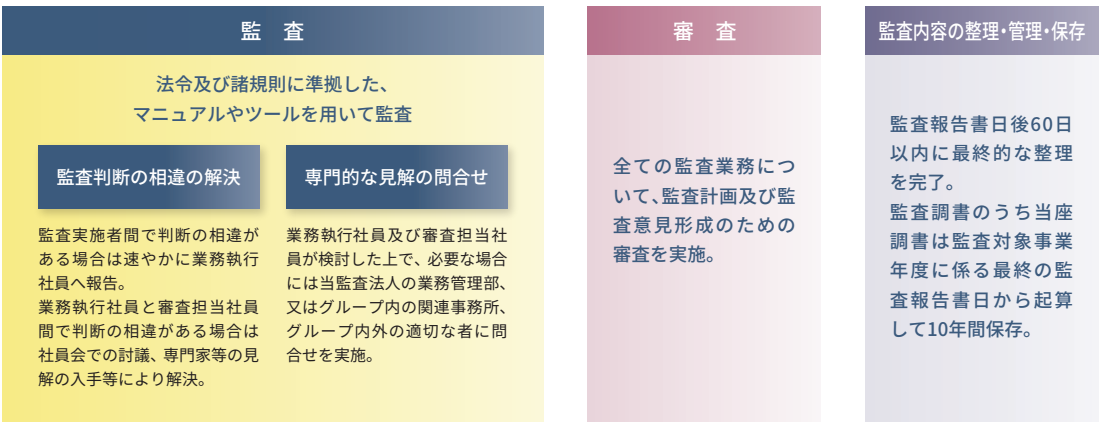 監　査
法令及び諸規則に準拠した、
マニュアルやツールを用いて監査
監査判断の相違の解決
監査実施者間で判断の相違が
ある場合は速やかに業務執行
社員へ報告。
業務執行社員と審査担当社員
間で判断の相違がある場合は
社員会での討議、専門家等の見
解の入手等により解決。
専門的な見解の問合せ
業務執行社員及び審査担当社
員が検討した上で、必要な場合
には当監査法人の業務管理部、
又はグループ内の関連事務所、
グループ内外の適切な者に問
合せを実施。
審　査
全ての監査業務につ
いて、監査計画及び監
査意見形成のための
審査を実施。
監査内容の整理・管理・保存
監査報告書日後60日
以内に最終的な整理
を完了。
監査調書のうち当座
調書は監査対象事業
年度に係る最終の監
査報告書日から起算
して10年間保存。